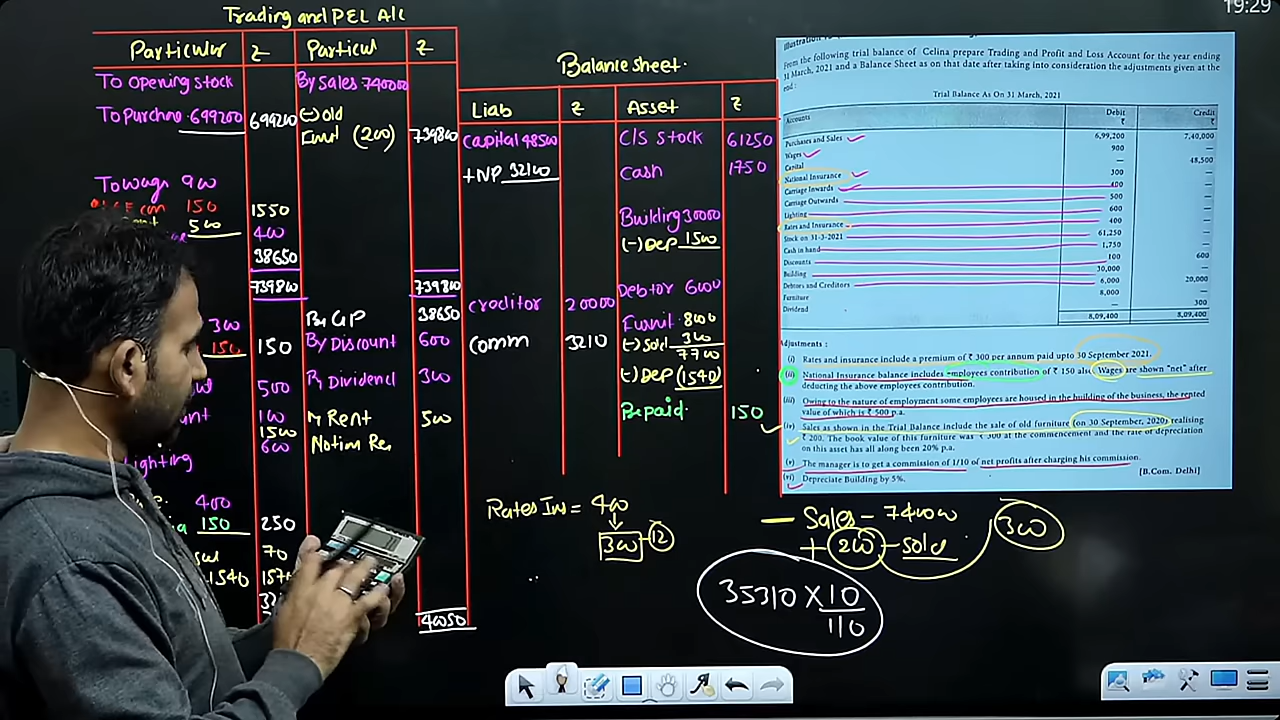 19:29
Trading and P&L A/c
Particular ₹ Particul ₹
To opening stock By Sales 740000
To Purchase 699200 699200 (-) old
Furnit (200) 739800
To wags 900
150
500 1550
400
38650
739800 739800
300 By GP 38650
150 150 By Discount 600
500 By Dividend 300
100 By Rent 500
1500 Notion Re
600
Lighting
400
150 250
70
1540 1570
40050
Balance sheet.
Liab ₹ Asset ₹
capital 48500 C/S stock 61250
+NP 32100 Cash 1750
Building 30000
(-) Dep 1500
creditor 20000 Debtor 6000
Furnit 8000
Comm 3210 (-) Sold 300
7700
(-) Dep (1540)
Prepaid. 150
Rates Ins = 400
300 - 12
Sales - 740000
+ 200 - sold
300
35310 × 10
110
From the following trial balance of Celina prepare Trading and Profit and Loss Account for the year ending
31 March, 2021 and a Balance Sheet as on that date after taking into consideration the adjustments given at the
end:
Trial Balance As On 31 March, 2021
Accounts Debit ₹ Credit ₹
Purchases and Sales 6,99,200 7,40,000
Wages 900 —
Capital — 48,500
National Insurance 300 —
Carriage Inwards 400 —
Carriage Outwards 500 —
Lighting 600 —
Rates and Insurance 400 —
Stock on 31-3-2021 61,250 —
Cash in hand 1,750 —
Discounts 100 600
Building 30,000 —
Debtors and Creditors 6,000 20,000
Furniture 8,000 —
Dividend — 300
8,09,400 8,09,400
Adjustments:
(i) Rates and insurance include a premium of ₹ 300 per annum paid upto 30 September 2021.
(ii) National Insurance balance includes employees contribution of ₹ 150 also. Wages are shown "net" after
deducting the above employees contribution.
(iii) Owing to the nature of employment some employees are housed in the building of the business, the rented
value of which is ₹ 500 p.a.
(iv) Sales as shown in the Trial Balance include the sale of old furniture (on 30 September, 2020) realising
₹ 200. The book value of this furniture was ₹ 300 at the commencement and the rate of depreciation
on this asset has all along been 20% p.a.
(v) The manager is to get a commission of 1/10 of net profits after charging his commission.
(vi) Depreciate Building by 5%.
[B.Com. Delhi]